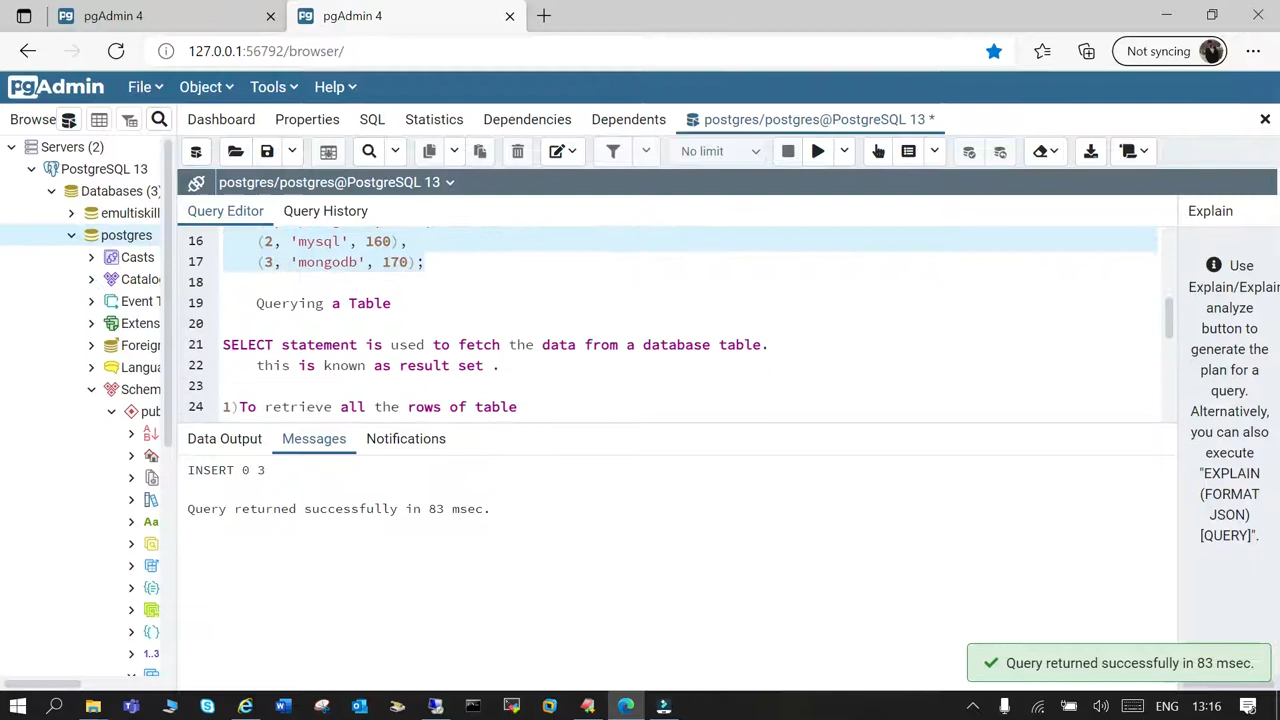 pgAdmin 4
pgAdmin 4
127.0.0.1:56792/browser/
Not syncing
pgAdmin
File
Object
Tools
Help
Browse
Dashboard
Properties
SQL
Statistics
Dependencies
Dependents
postgres/postgres@PostgreSQL 13 *
Servers (2)
PostgreSQL 13
Databases (3)
emultiskill
postgres
Casts
Catalo
Event T
Extens
Foreig
Langua
Schem
pub
No limit
postgres/postgres@PostgreSQL 13
Query Editor
Query History
Explain
16 (2, 'mysql', 160),
17 (3, 'mongodb', 170);
18
19 Querying a Table
20
21 SELECT statement is used to fetch the data from a database table.
22 this is known as result set .
23
24 1)To retrieve all the rows of table
Use
Explain/Explain
analyze
button to
generate the
plan for a
query.
Alternatively,
you can also
execute
"EXPLAIN
(FORMAT
JSON)
[QUERY]".
Data Output
Messages
Notifications
INSERT 0 3
Query returned successfully in 83 msec.
Aa
1..3
Query returned successfully in 83 msec.
ENG
13:16